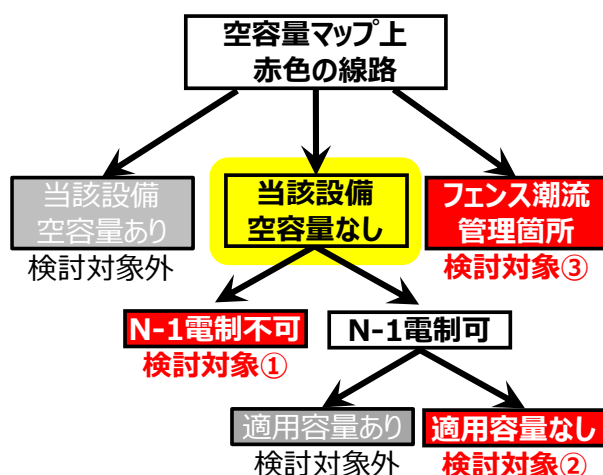 空容量マップ上
赤色の線路
当該設備
空容量あり
検討対象外
当該設備
空容量なし
フェンス潮流
管理箇所
検討対象③
N-1電制不可
検討対象①
N-1電制可
適用容量あり
検討対象外
適用容量なし
検討対象②